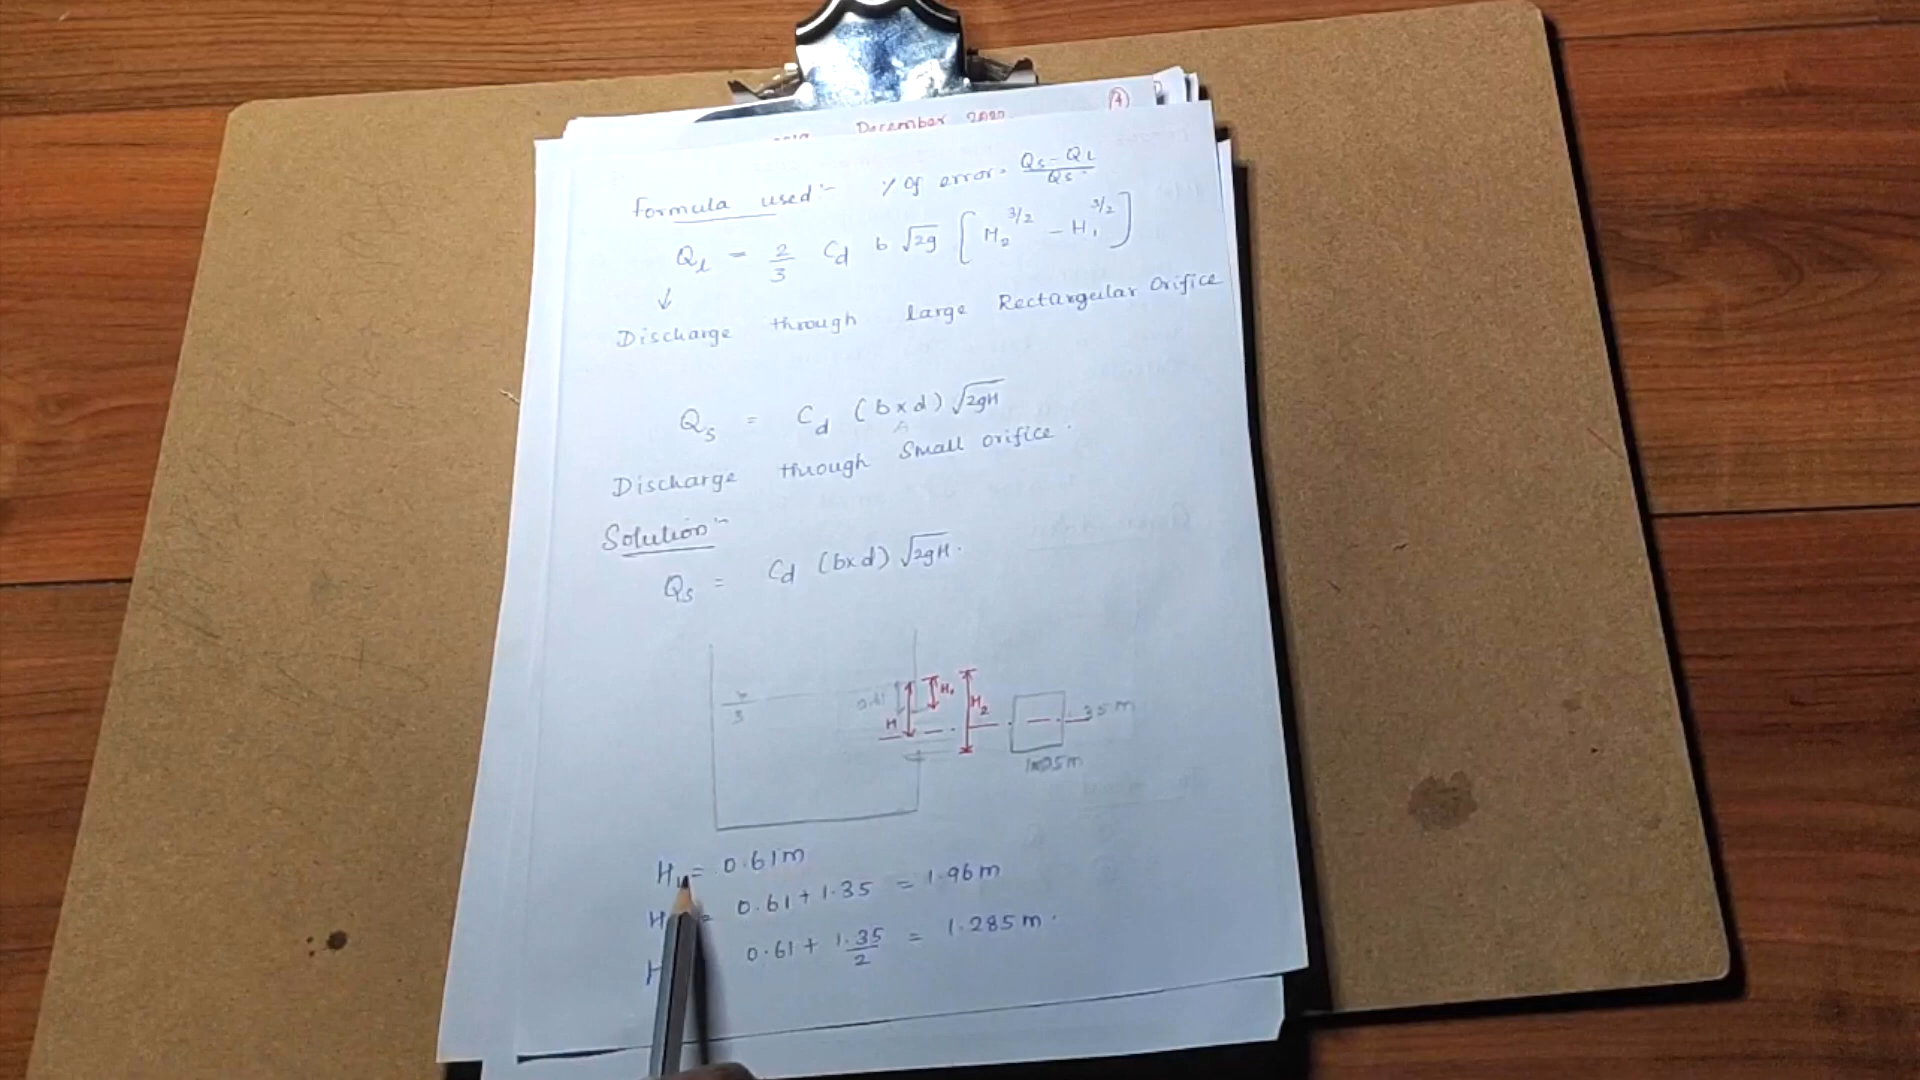 December 2020
4
Formula used :- % of error = Qs - QL / Qs
Ql = 2/3 Cd b √2g [H2^3/2 - H1^3/2]
↓
Discharge through large Rectangular Orifice
Qs = Cd (b×d) √2gH
A
Discharge through Small orifice.
Solution :-
Qs = Cd (b×d) √2gH.
0.61 H H1 H2
1.35 m
H1 = 0.61m
H = 0.61 + 1.35 = 1.96m
H 0.61 + 1.35/2 = 1.285m.